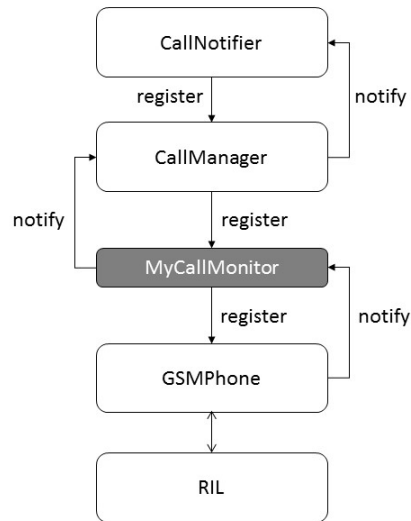 CallNotifier
register
notify
CallManager
notify
register
MyCallMonitor
register
notify
GSMPhone
RIL